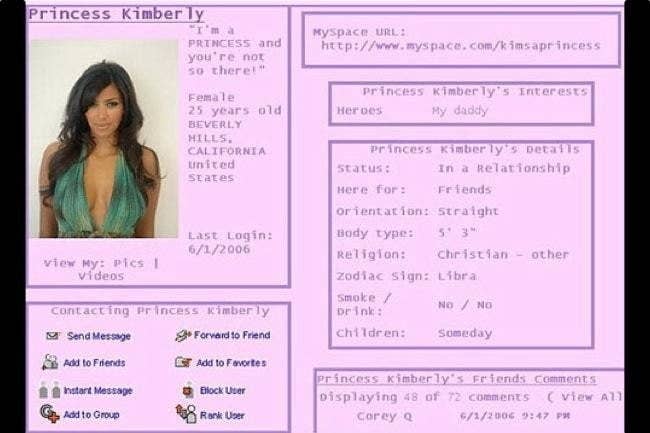 Princess Kimberly
"I'm a
PRINCESS and
you're not
so there!"
Female
25 years old
BEVERLY
HILLS,
CALIFORNIA
United
States
Last Login:
6/1/2006
View My: Pics |
Videos
Contacting Princess Kimberly
Send Message
Forward to Friend
Add to Friends
Add to Favorites
Instant Message
Block User
Add to Group
Rank User
MySpace URL:
http://www.myspace.com/kimsaprincess
Princess Kimberly's Interests
Heroes My daddy
Princess Kimberly's Details
Status: In a Relationship
Here for: Friends
Orientation: Straight
Body type: 5' 3"
Religion: Christian - other
Zodiac Sign: Libra
Smoke /
Drink: No / No
Children: Someday
Princess Kimberly's Friends Comments
Displaying 48 of 72 comments ( View All
Corey Q 6/1/2006 9:47 PM